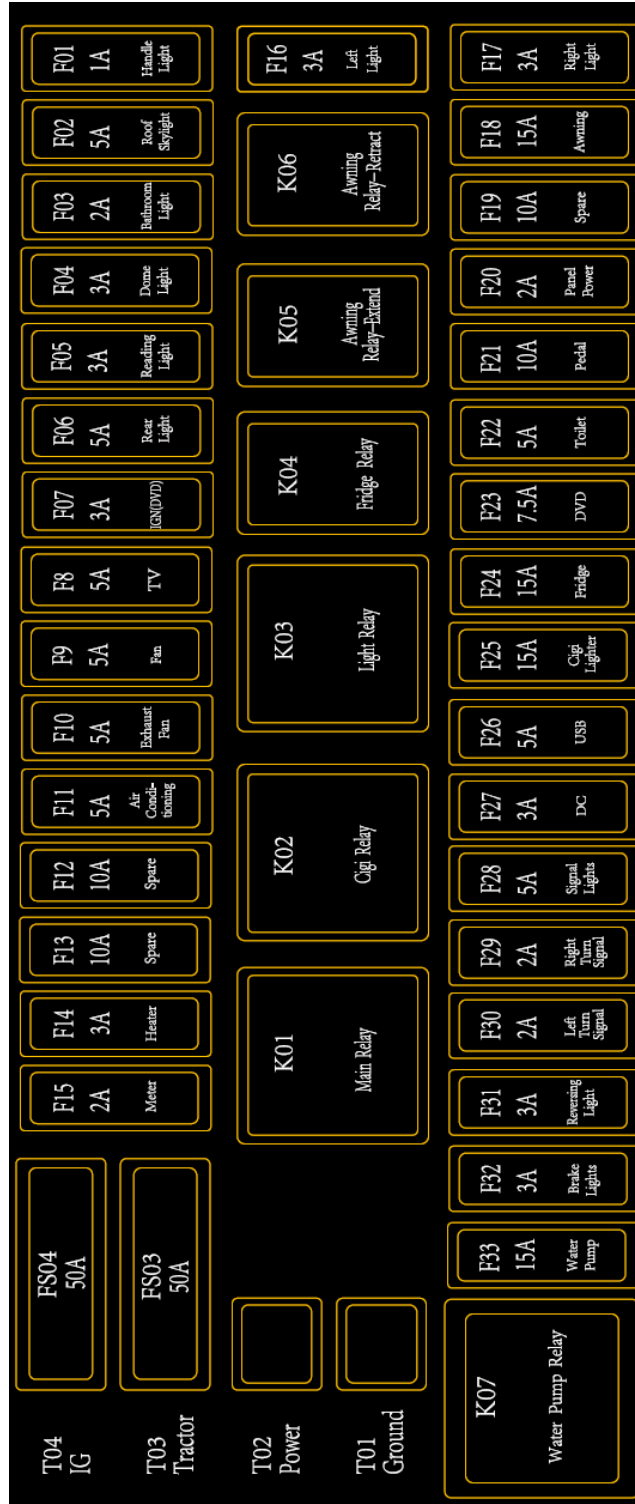 F01
1A
Handle
Light
F02
5A
Roof
Skylight
F03
2A
Bathroom
Light
F04
3A
Dome
Light
F05
3A
Reading
Light
F06
5A
Rear
Light
F07
3A
IGN(DVD)
F8
5A
TV
F9
5A
Fan
F10
5A
Exhaust
Fan
F11
5A
Air
Condi-
tioning
F12
10A
Spare
F13
10A
Spare
F14
3A
Heater
F15
2A
Meter
FS04
50A
FS03
50A
T04
IG
T03
Tractor
F16
3A
Left
Light
K06
Awning
Relay-Retract
K05
Awning
Relay-Extend
K04
Fridge Relay
K03
Light Relay
K02
Cigi Relay
K01
Main Relay
T02
Power
T01
Ground
F17
3A
Right
Light
F18
15A
Awning
F19
10A
Spare
F20
2A
Panel
Power
F21
10A
Pedal
F22
5A
Toilet
F23
7.5A
DVD
F24
15A
Fridge
F25
15A
Cigi
Lighter
F26
5A
USB
F27
3A
DC
F28
5A
Signal
Lights
F29
2A
Right
Turn
Signal
F30
2A
Left
Turn
Signal
F31
3A
Reversing
Light
F32
3A
Brake
Lights
F33
15A
Water
Pump
K07
Water Pump Relay